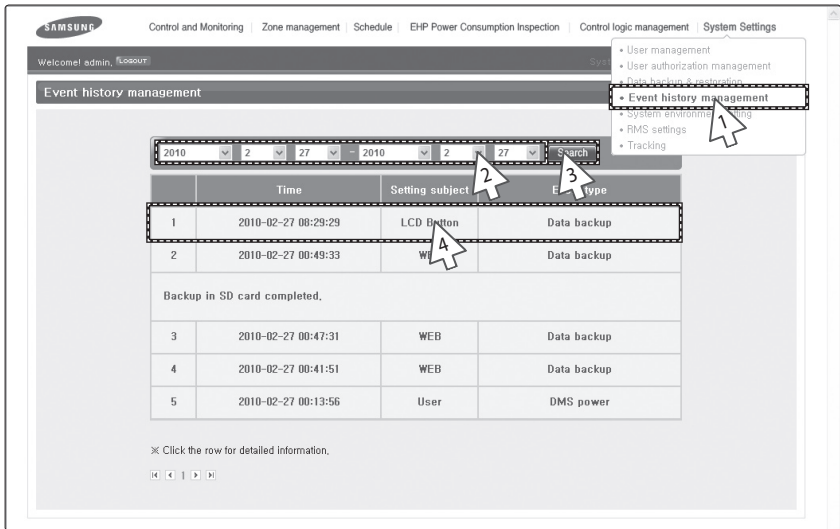 SAMSUNG
Control and Monitoring | Zone management | Schedule | EHP Power Consumption Inspection | Control logic management | System Settings
Welcome! admin, LOGOUT
• User management
• User authorization management
• Data backup & restoration
• Event history management
• RMS settings
• Tracking
1
Event history management
2010 2 27 ~ 2010 2 27 Search
2
3
Time Setting subject type
1 2010-02-27 08:29:29 LCD Button Data backup
4
2 2010-02-27 00:49:33 WEB Data backup
Backup in SD card completed,
3 2010-02-27 00:47:31 WEB Data backup
4 2010-02-27 00:41:51 WEB Data backup
5 2010-02-27 00:13:56 User DMS power
※ Click the row for detailed information,
1